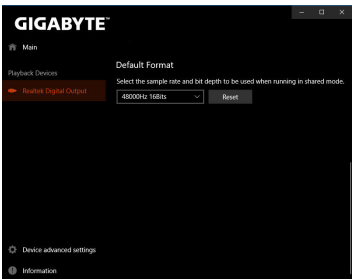 GIGABYTE™
Main
Default Format
Playback Devices
Select the sample rate and bit depth to be used when running in shared mode.
Realtek Digital Output
48000Hz 16Bits
Reset
Device advanced settings
Information